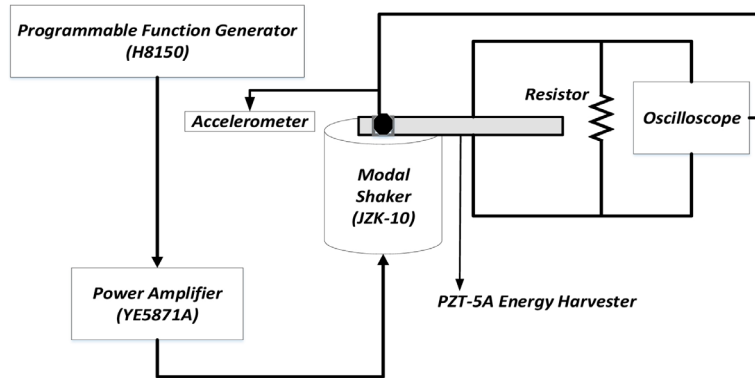 Programmable Function Generator
(H8150)
Accelerometer
Resistor
Oscilloscope
Modal
Shaker
(JZK-10)
Power Amplifier
(YE5871A)
PZT-5A Energy Harvester